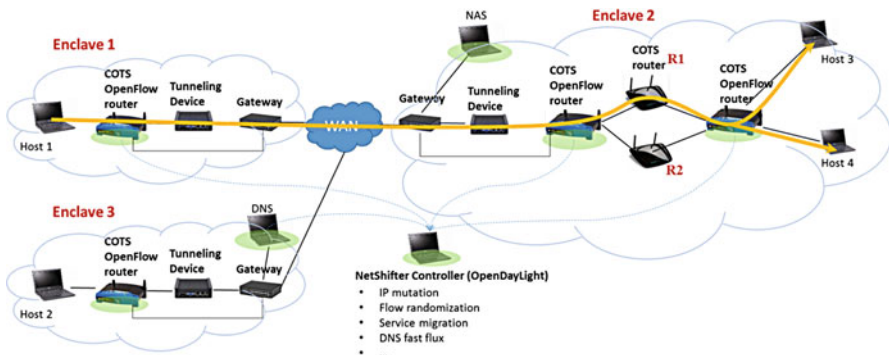 Enclave 1
COTS
OpenFlow
router
Tunneling
Device
Gateway
Host 1
WAN
NAS
Enclave 2
Gateway
Tunneling
Device
COTS
OpenFlow
router
COTS
router
R1
R2
COTS
OpenFlow
router
Host 3
Host 4
Enclave 3
COTS
OpenFlow
router
Tunneling
Device
DNS
Gateway
Host 2
NetShifter Controller (OpenDayLight)
• IP mutation
• Flow randomization
• Service migration
• DNS fast flux
• ...